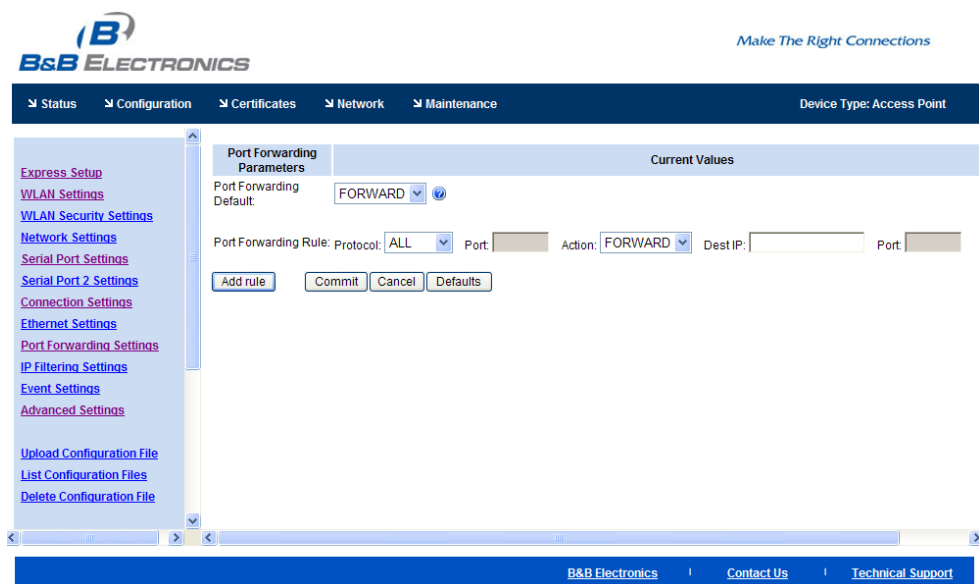 B
B&B ELECTRONICS
Make The Right Connections
Status Configuration Certificates Network Maintenance Device Type: Access Point
Express Setup
WLAN Settings
WLAN Security Settings
Network Settings
Serial Port Settings
Serial Port 2 Settings
Connection Settings
Ethernet Settings
Port Forwarding Settings
IP Filtering Settings
Event Settings
Advanced Settings
Upload Configuration File
List Configuration Files
Delete Configuration File
Port Forwarding
Parameters
Current Values
Port Forwarding
Default:
FORWARD ?
Port Forwarding Rule: Protocol: ALL Port: Action: FORWARD Dest IP: Port:
Add rule Commit Cancel Defaults
B&B Electronics | Contact Us | Technical Support